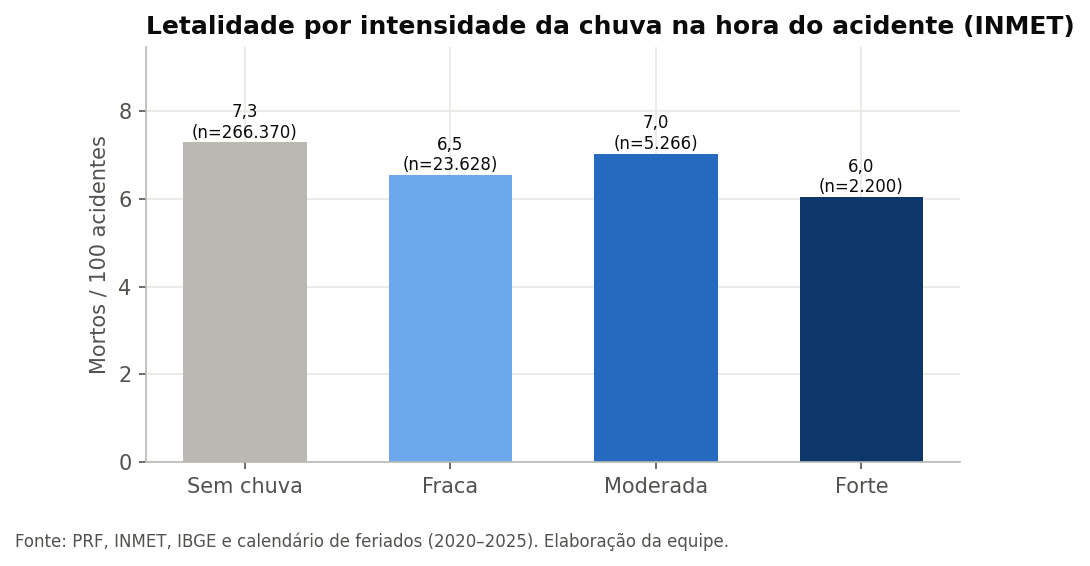 Letalidade por intensidade da chuva na hora do acidente (INMET)
Mortos / 100 acidentes
8
6
4
2
0
7,3
(n=266.370)
6,5
(n=23.628)
7,0
(n=5.266)
6,0
(n=2.200)
Sem chuva
Fraca
Moderada
Forte
Fonte: PRF, INMET, IBGE e calendário de feriados (2020–2025). Elaboração da equipe.